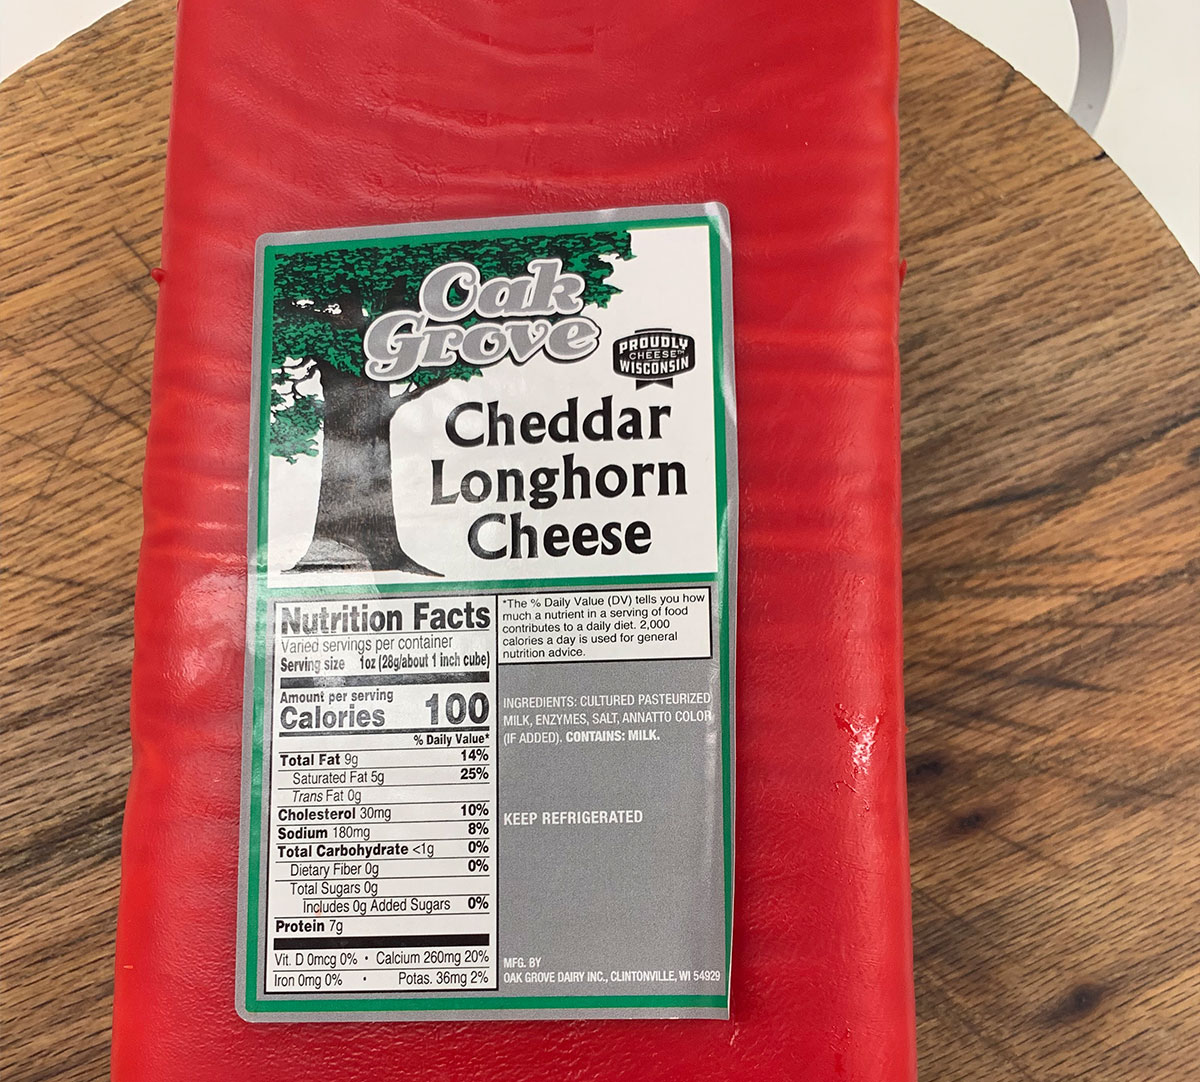 Oak
Grove
PROUDLY
CHEESE™
WISCONSIN
Cheddar
Longhorn
Cheese
Nutrition Facts
Varied servings per container
Serving size 1oz (28g/about 1 inch cube)
Amount per serving
Calories 100
% Daily Value*
Total Fat 9g 14%
Saturated Fat 5g 25%
Trans Fat 0g
Cholesterol 30mg 10%
Sodium 180mg 8%
Total Carbohydrate <1g 0%
Dietary Fiber 0g 0%
Total Sugars 0g
Includes 0g Added Sugars 0%
Protein 7g
Vit. D 0mcg 0% • Calcium 260mg 20%
Iron 0mg 0% • Potas. 36mg 2%
*The % Daily Value (DV) tells you how
much a nutrient in a serving of food
contributes to a daily diet. 2,000
calories a day is used for general
nutrition advice.
INGREDIENTS: CULTURED PASTEURIZED
MILK, ENZYMES, SALT, ANNATTO COLOR
(IF ADDED). CONTAINS: MILK.
KEEP REFRIGERATED
MFG. BY
OAK GROVE DAIRY INC., CLINTONVILLE, WI 54929